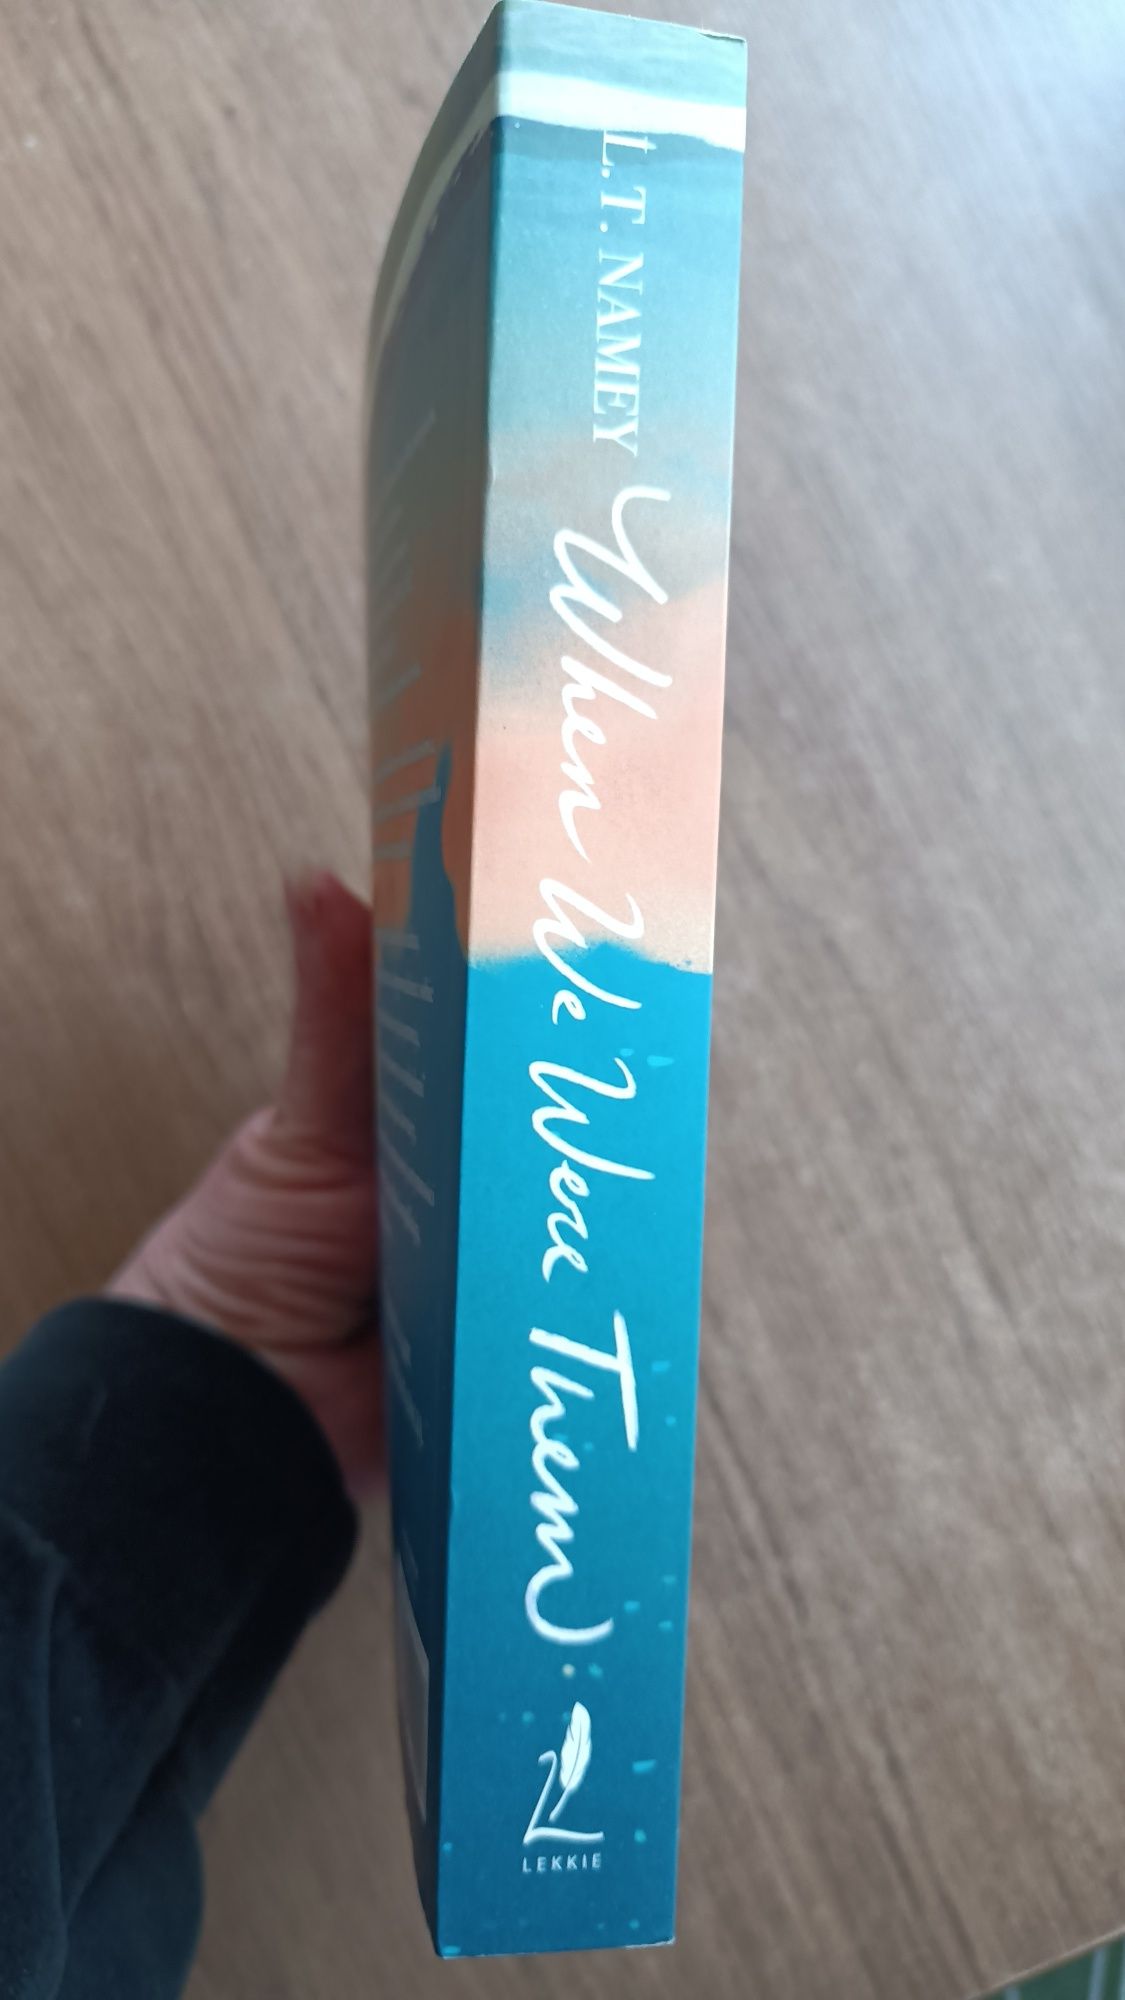 L. T. NAMEY
When We Were Them
LEKKIE